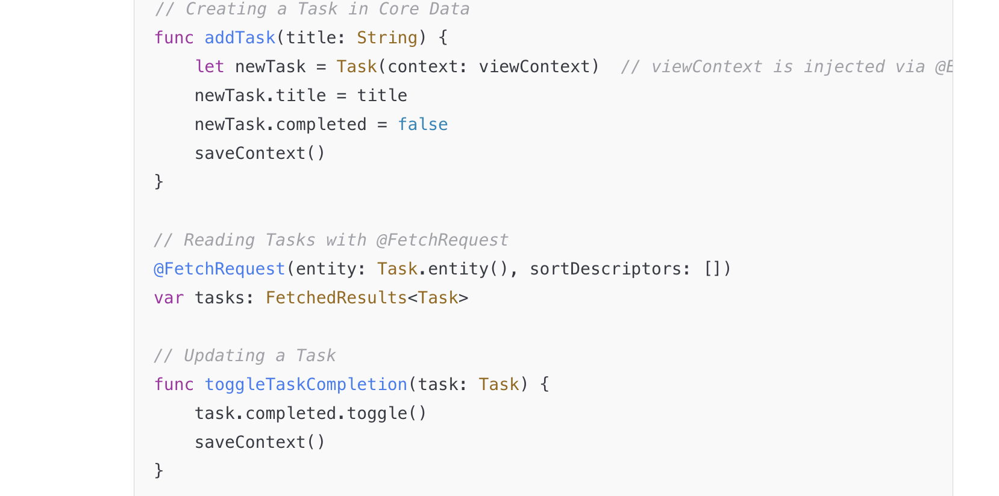 // Creating a Task in Core Data
func addTask(title: String) {
    let newTask = Task(context: viewContext)  // viewContext is injected via
    newTask.title = title
    newTask.completed = false
    saveContext()
}

// Reading Tasks with @FetchRequest
@FetchRequest(entity: Task.entity(), sortDescriptors: [])
var tasks: FetchedResults<Task>

// Updating a Task
func toggleTaskCompletion(task: Task) {
    task.completed.toggle()
    saveContext()
}